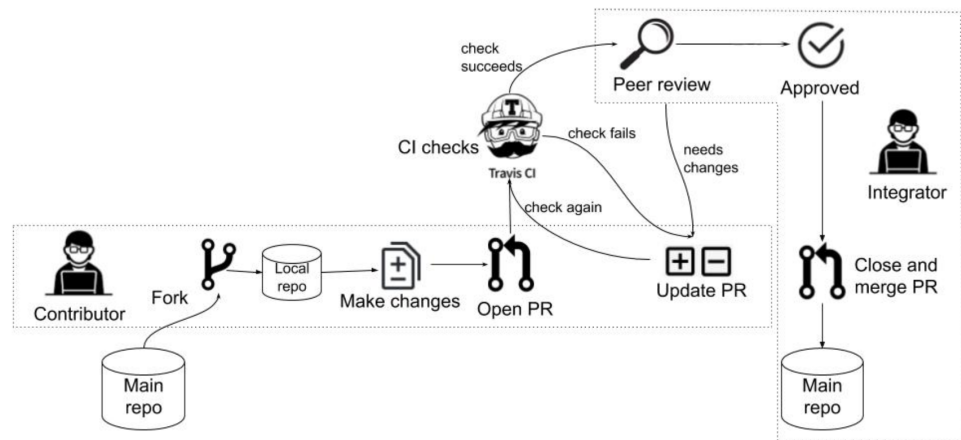 check
succeeds
Peer review
Approved
T
CI checks
Travis CI
check fails
needs
changes
Integrator
check again
Contributor
Fork
Local
repo
Make changes
Open PR
Update PR
Close and
merge PR
Main
repo
Main
repo